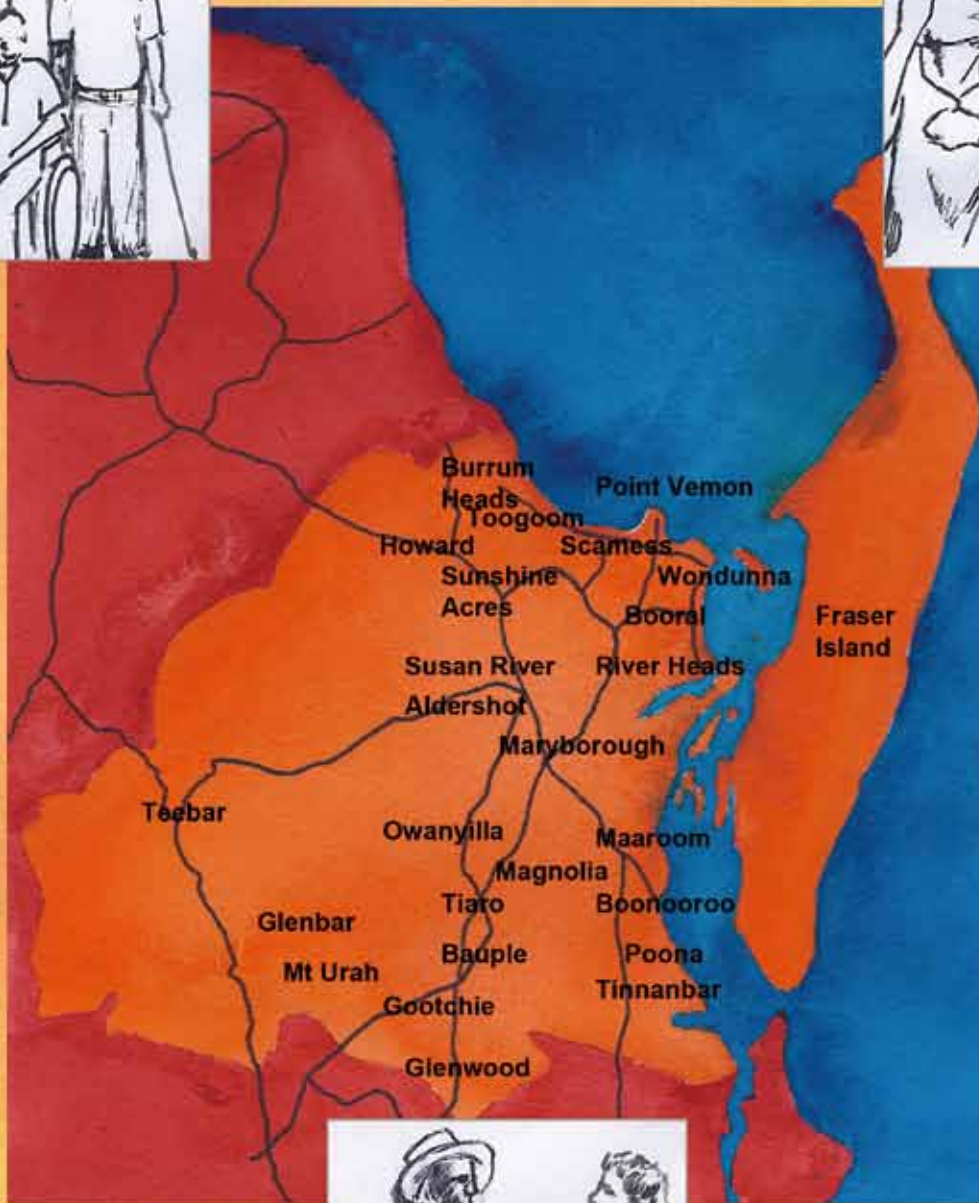 Burrum
Heads
Point Vemon
Toogoom
Howard
Scamess
Sunshine
Acres
Wondunna
Booral
Fraser
Island
Susan River
River Heads
Aldershot
Maryborough
Teebar
Owanyilla
Maaroom
Magnolia
Tiaro
Boonooroo
Glenbar
Bauple
Poona
Mt Urah
Tinnanbar
Gootchie
Glenwood